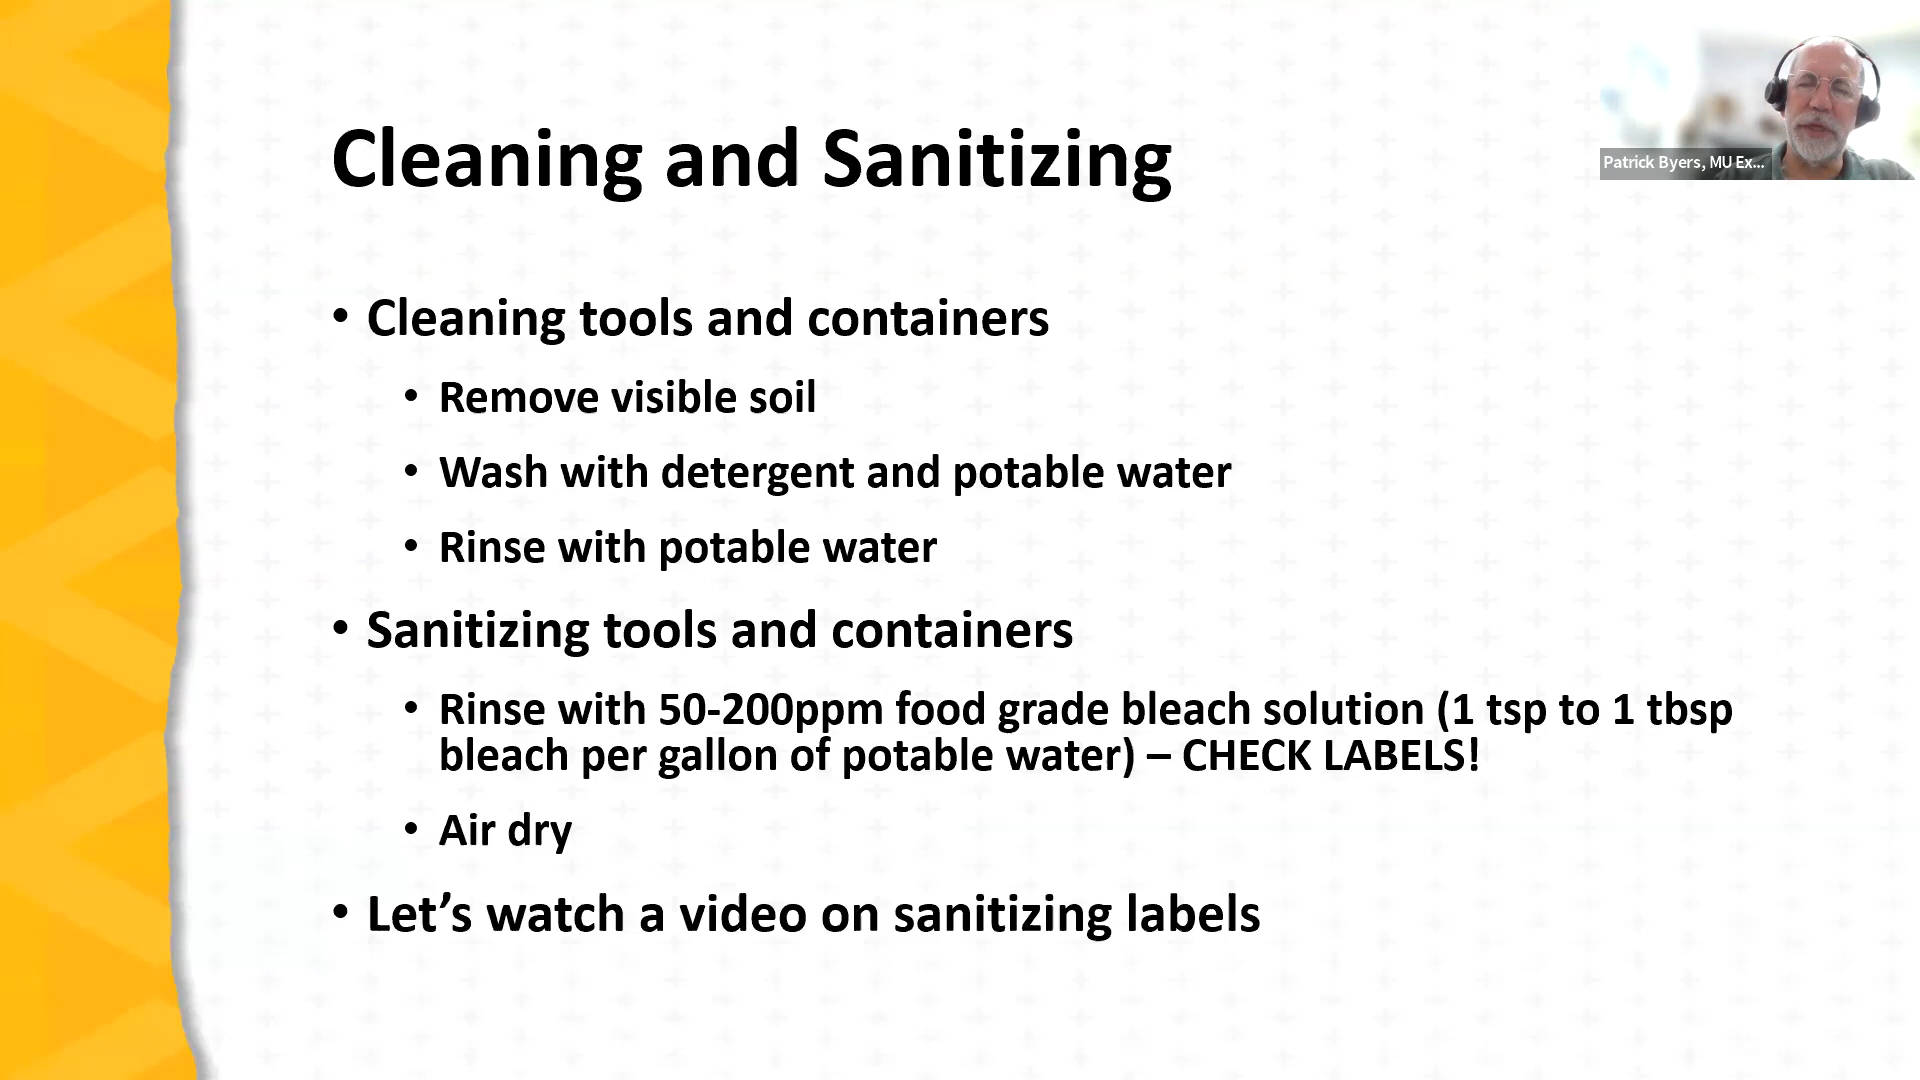 Cleaning and Sanitizing
Patrick Byers, MU Ex...
• Cleaning tools and containers
• Remove visible soil
• Wash with detergent and potable water
• Rinse with potable water
• Sanitizing tools and containers
• Rinse with 50-200ppm food grade bleach solution (1 tsp to 1 tbsp
bleach per gallon of potable water) – CHECK LABELS!
• Air dry
• Let’s watch a video on sanitizing labels